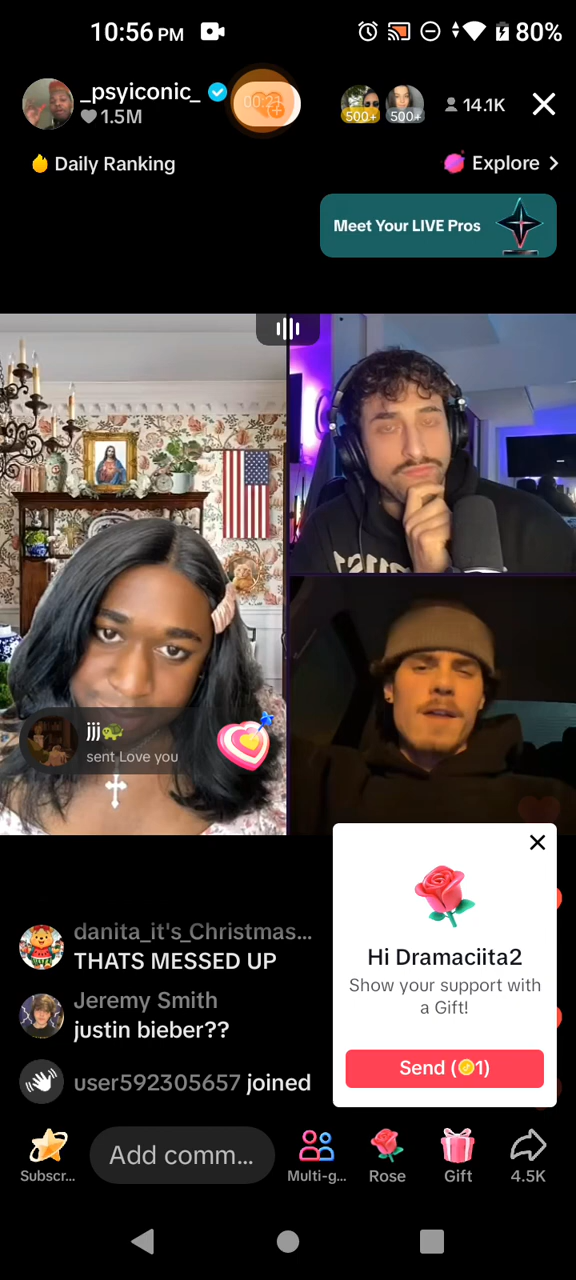 10:56 PM
80%
_psyiconic_
1.5M
00:21
500+
500+
14.1K
Daily Ranking
Explore >
Meet Your LIVE Pros
jjj🐢
sent Love you
Hi Dramaciita2
Show your support with
a Gift!
Send (1)
danita_it's_Christmas...
THATS MESSED UP
Jeremy Smith
justin bieber??
user592305657 joined
Add comm...
Subscr...
Multi-g...
Rose
Gift
4.5K